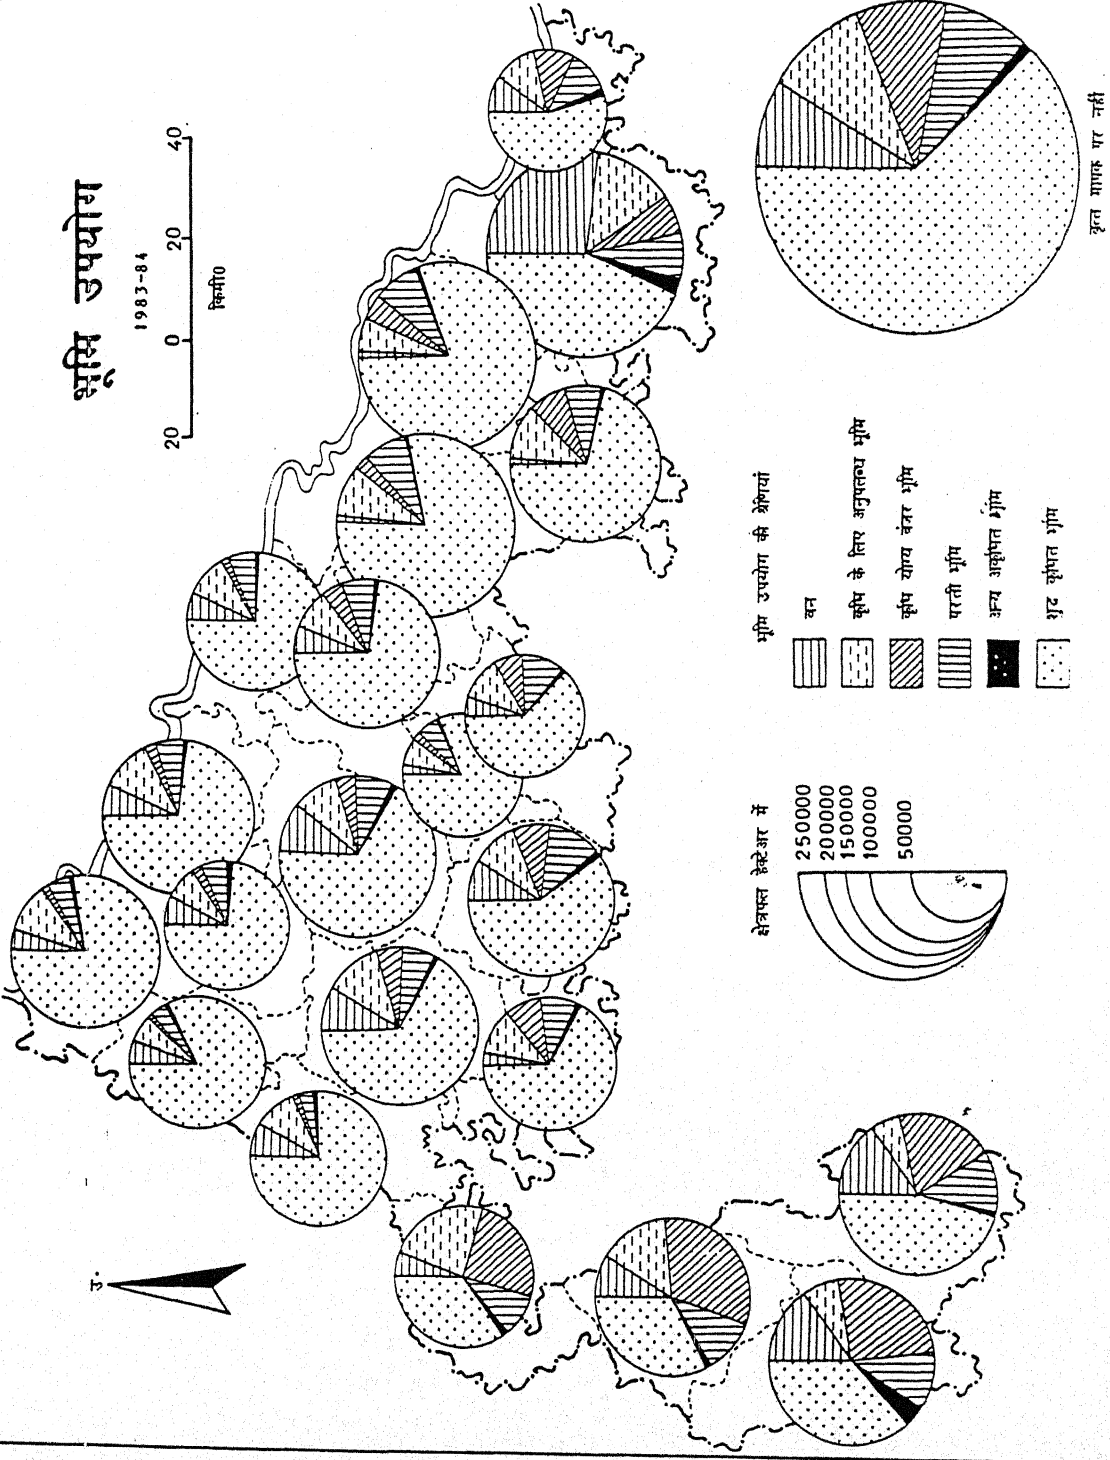 भूमि उपयोग
1983-84
20 0 20 40
किमी0
उ.
क्षेत्रफल हेक्टेअर में
250000
200000
150000
100000
50000
भूमि उपयोग की श्रेणियां
वन
कृषि के लिए अनुपलब्ध भूमि
कृषि योग्य बंजर भूमि
परती भूमि
अन्य अकृषित भूमि
शुद्ध कृषित भूमि
वृत्त मापक पर नहीं